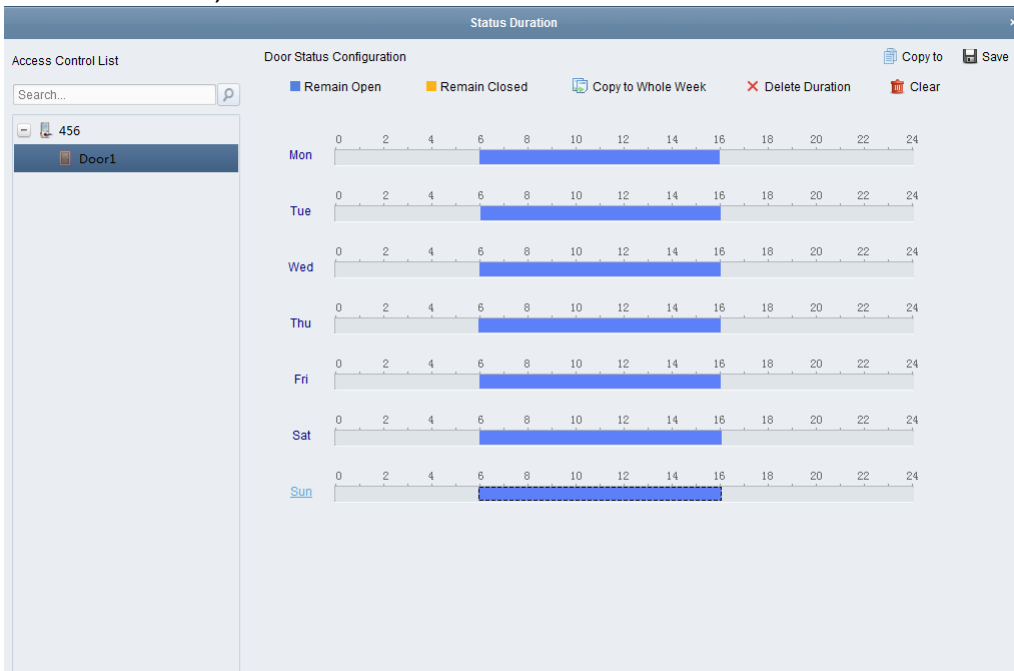 Status Duration
Access Control List
Door Status Configuration
Copy to
Save
Search...
Remain Open
Remain Closed
Copy to Whole Week
Delete Duration
Clear
456
Door1
0 2 4 6 8 10 12 14 16 18 20 22 24
Mon
0 2 4 6 8 10 12 14 16 18 20 22 24
Tue
0 2 4 6 8 10 12 14 16 18 20 22 24
Wed
0 2 4 6 8 10 12 14 16 18 20 22 24
Thu
0 2 4 6 8 10 12 14 16 18 20 22 24
Fri
0 2 4 6 8 10 12 14 16 18 20 22 24
Sat
0 2 4 6 8 10 12 14 16 18 20 22 24
Sun